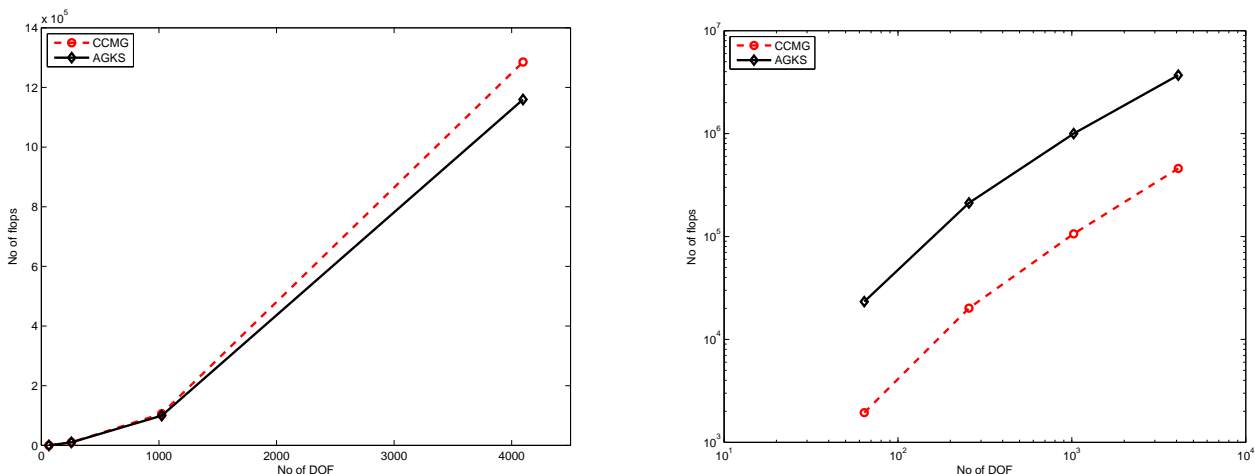 x 10^5
14
12
10
8
6
4
2
0
0
1000
2000
3000
4000
No of flops
No of DOF
CCMG
AGKS
10^7
10^6
10^5
10^4
10^3
10^1
10^2
10^3
10^4
No of flops
No of DOF
CCMG
AGKS